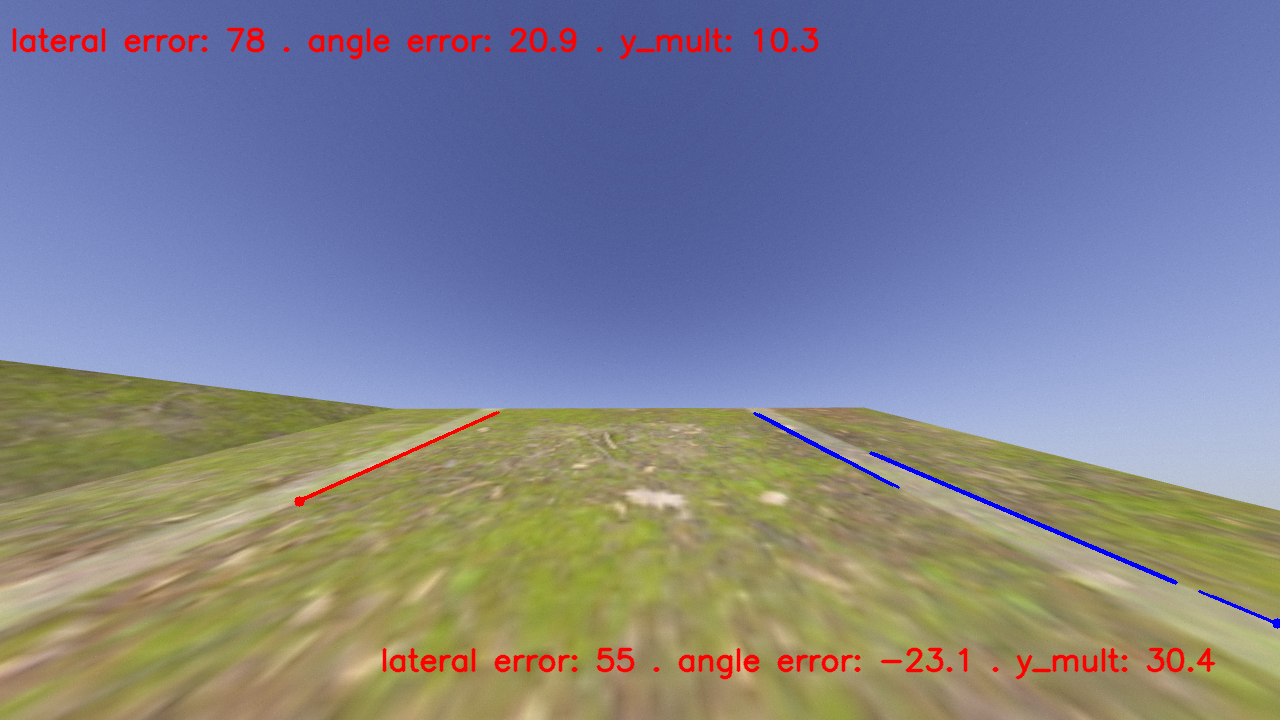 lateral error: 78 . angle error: 20.9 . y_mult: 10.3
lateral error: 55 . angle error: −23.1 . y_mult: 30.4